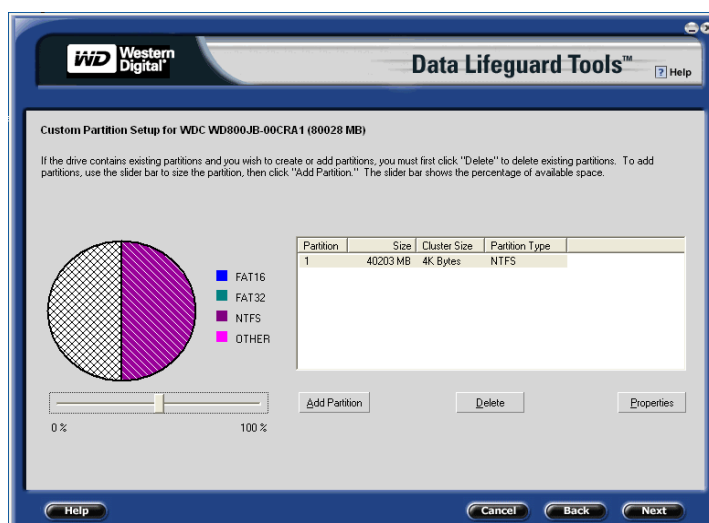 WD Western
Digital®
Data Lifeguard Tools™
? Help
Custom Partition Setup for WDC WD800JB-00CRA1 (80028 MB)
If the drive contains existing partitions and you wish to create or add partitions, you must first click "Delete" to delete existing partitions. To add
partitions, use the slider bar to size the partition, then click "Add Partition." The slider bar shows the percentage of available space.
Partition Size Cluster Size Partition Type
1 40203 MB 4K Bytes NTFS
FAT16
FAT32
NTFS
OTHER
Add Partition Delete Properties
0 % 100 %
Help Cancel Back Next